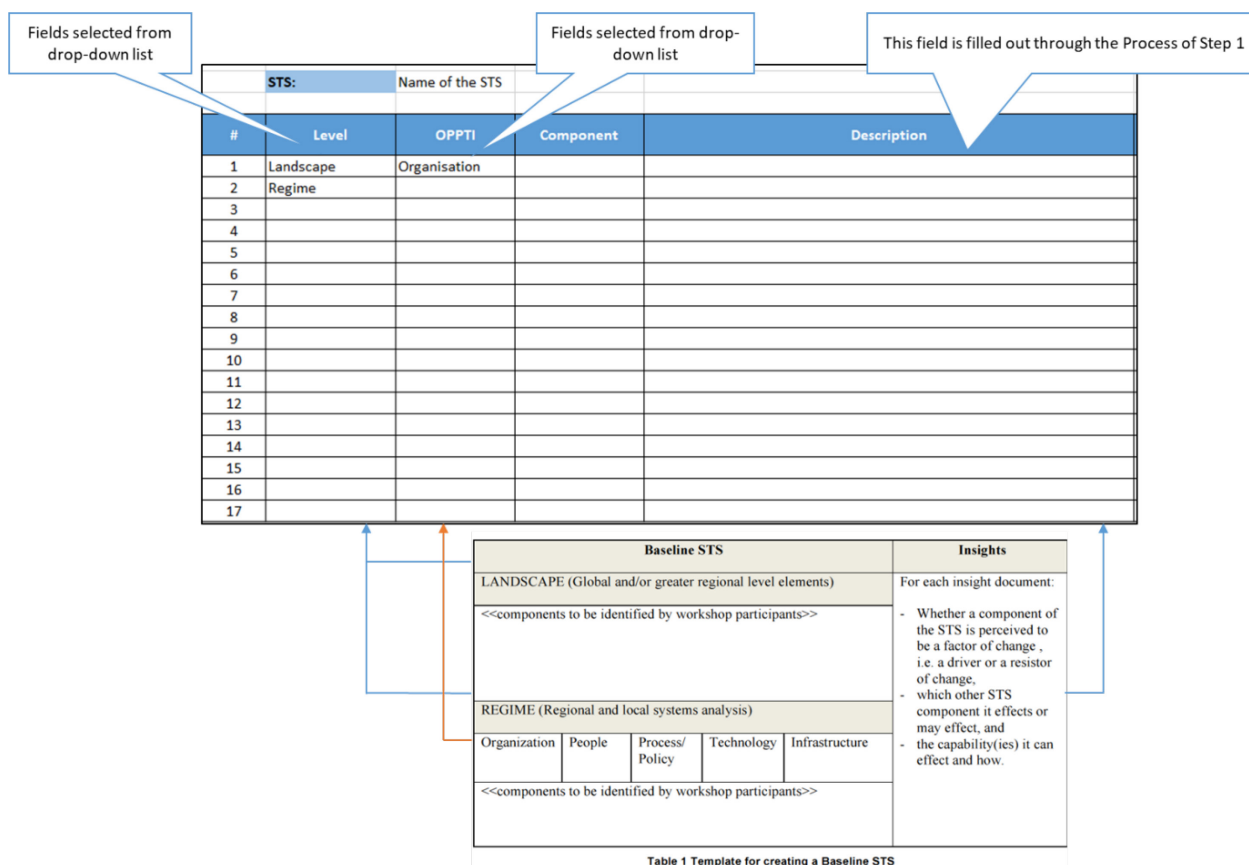 Fields selected from
drop-down list
Fields selected from drop-
down list
This field is filled out through the Process of Step 1
STS: Name of the STS
# Level OPPTI Component Description
1 Landscape Organisation
2 Regime
3
4
5
6
7
8
9
10
11
12
13
14
15
16
17
Baseline STS Insights
LANDSCAPE (Global and/or greater regional level elements)
<<components to be identified by workshop participants>>
REGIME (Regional and local systems analysis)
Organization People Process/ Technology Infrastructure
Policy
<<components to be identified by workshop participants>>
For each insight document:
- Whether a component of
the STS is perceived to
be a factor of change ,
i.e. a driver or a resistor
of change,
- which other STS
component it effects or
may effect, and
- the capability(ies) it can
effect and how.
Table 1 Template for creating a Baseline STS